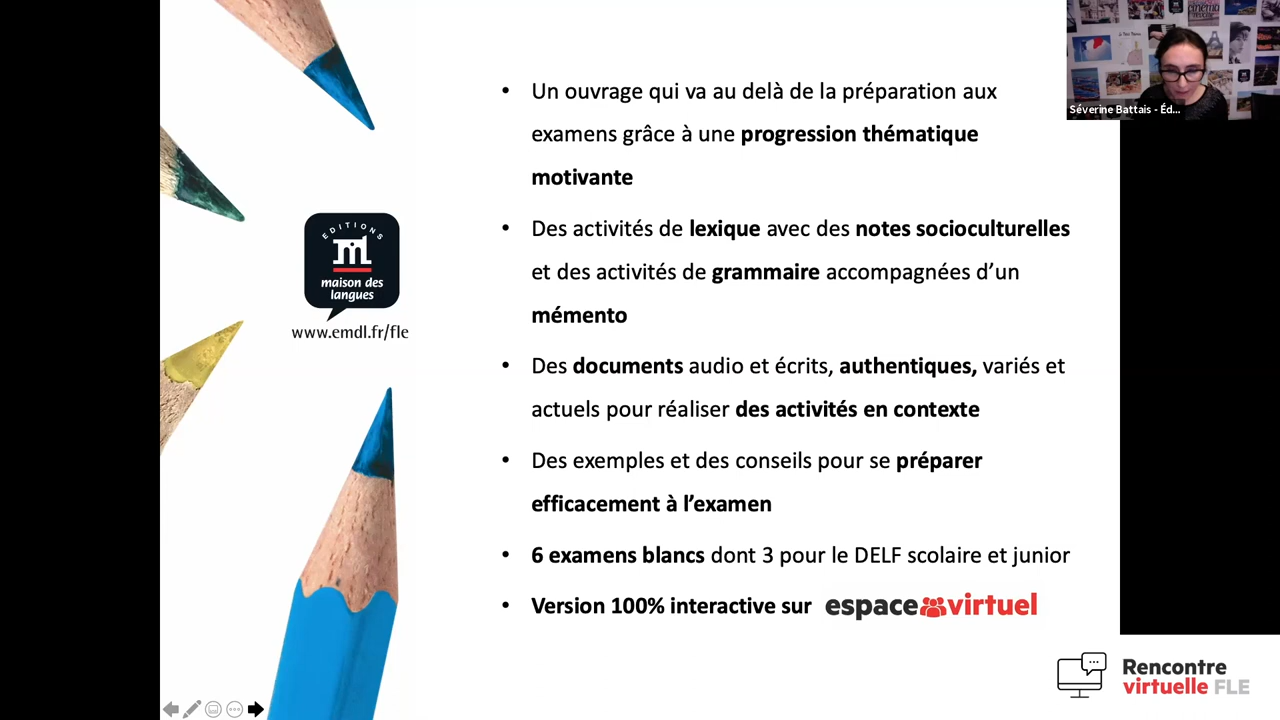 • Un ouvrage qui va au delà de la préparation aux
examens grâce à une progression thématique
motivante
• Des activités de lexique avec des notes socioculturelles
et des activités de grammaire accompagnées d’un
mémento
• Des documents audio et écrits, authentiques, variés et
actuels pour réaliser des activités en contexte
• Des exemples et des conseils pour se préparer
efficacement à l’examen
• 6 examens blancs dont 3 pour le DELF scolaire et junior
• Version 100% interactive sur espace virtuel
EDITIONS
maison des
langues
www.emdl.fr/fle
cinéma
Séverine Battais - Éd...
Rencontre
virtuelle FLE